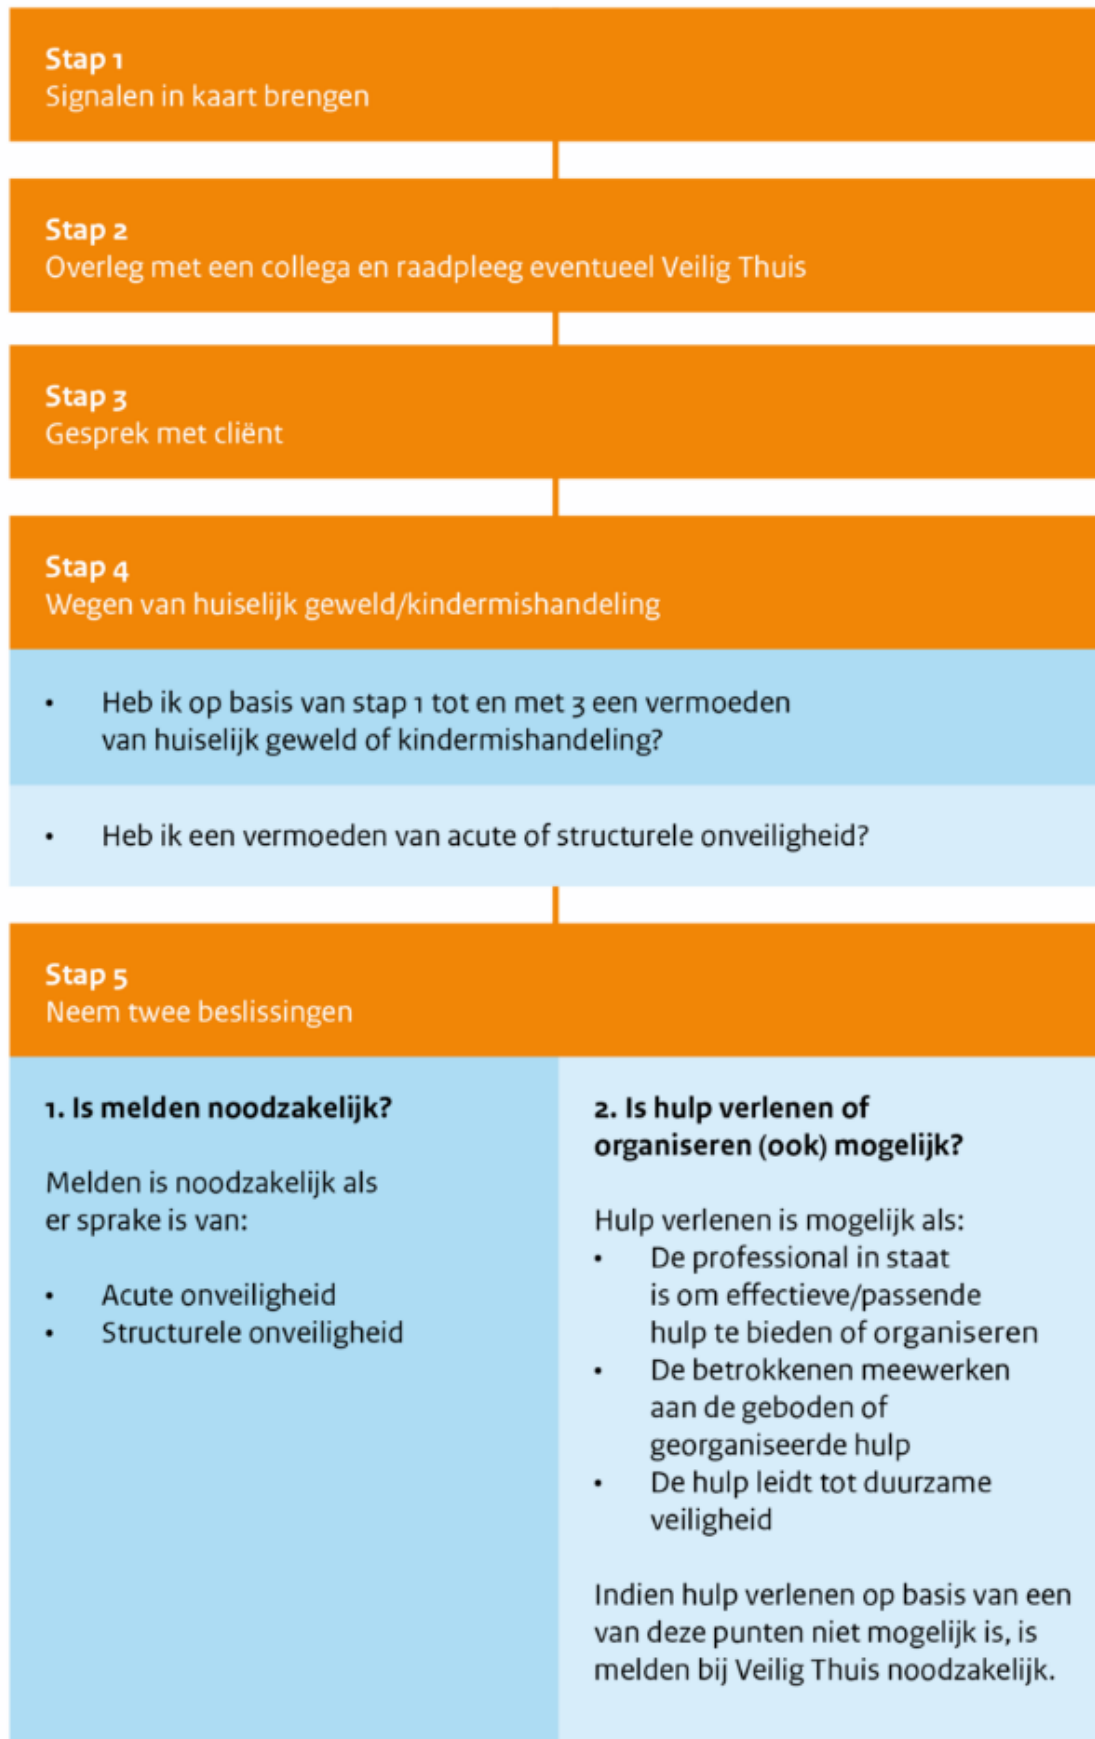 Stap 1
Signalen in kaart brengen
Stap 2
Overleg met een collega en raadpleeg eventueel Veilig Thuis
Stap 3
Gesprek met cliënt
Stap 4
Wegen van huiselijk geweld/kindermishandeling
• Heb ik op basis van stap 1 tot en met 3 een vermoeden
van huiselijk geweld of kindermishandeling?
• Heb ik een vermoeden van acute of structurele onveiligheid?
Stap 5
Neem twee beslissingen
1. Is melden noodzakelijk?
Melden is noodzakelijk als
er sprake is van:
• Acute onveiligheid
• Structurele onveiligheid
2. Is hulp verlenen of
organiseren (ook) mogelijk?
Hulp verlenen is mogelijk als:
• De professional in staat
is om effectieve/passende
hulp te bieden of organiseren
• De betrokkenen meewerken
aan de geboden of
georganiseerde hulp
• De hulp leidt tot duurzame
veiligheid
Indien hulp verlenen op basis van een
van deze punten niet mogelijk is, is
melden bij Veilig Thuis noodzakelijk.